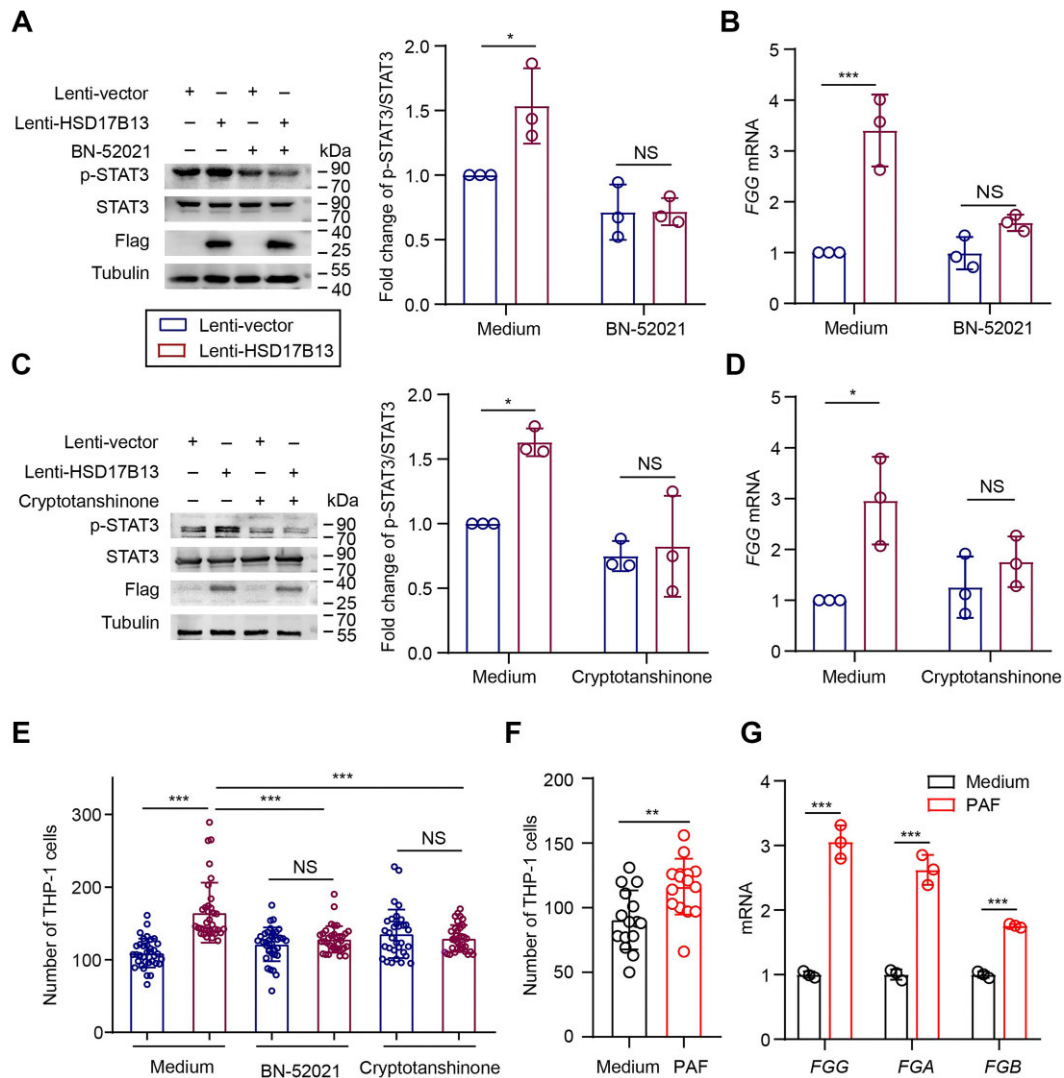 A
Lenti-vector + – + –
Lenti-HSD17B13 – + – +
BN-52021 – – + + kDa
p-STAT3
90
70
STAT3
90
70
Flag
40
25
Tubulin
55
40
Fold change of p-STAT3/STAT3
2.0
1.5
1.0
0.5
0.0
*
NS
Medium BN-52021
B
FGG mRNA
5
4
3
2
1
0
***
NS
Medium BN-52021
Lenti-vector
Lenti-HSD17B13
C
Lenti-vector + – + –
Lenti-HSD17B13 – + – +
Cryptotanshinone – – + + kDa
p-STAT3
90
70
STAT3
90
70
Flag
40
25
Tubulin
70
55
Fold change of p-STAT3/STAT3
2.0
1.5
1.0
0.5
0.0
*
NS
Medium Cryptotanshinone
D
FGG mRNA
5
4
3
2
1
0
*
NS
Medium Cryptotanshinone
E
Number of THP-1 cells
300
200
100
0
***
***
***
NS
NS
Medium BN-52021 Cryptotanshinone
F
Number of THP-1 cells
200
150
100
50
0
**
Medium PAF
G
mRNA
4
3
2
1
0
Medium
PAF
***
***
***
FGG FGA FGB